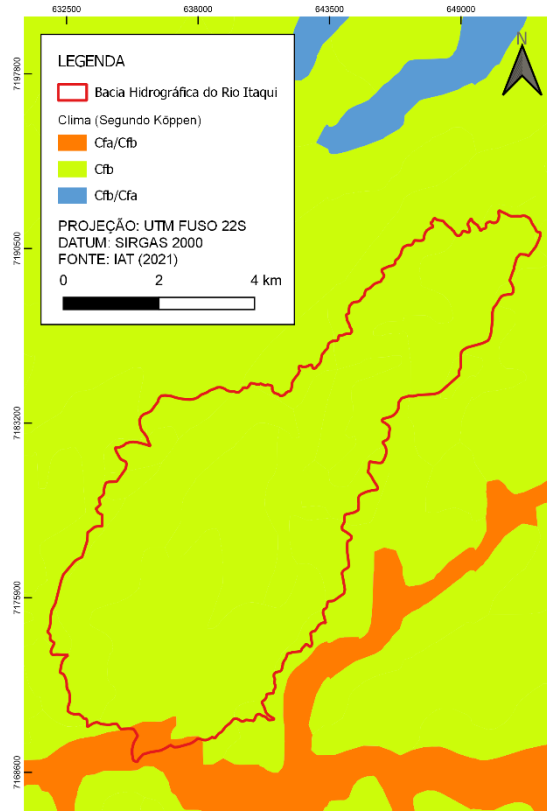 632500 638000 643500 649000
N
7197800
7190500
7183200
7175900
7168600
LEGENDA
Bacia Hidrográfica do Rio Itaqui
Clima (Segundo Köppen)
Cfa/Cfb
Cfb
Cfb/Cfa
PROJEÇÃO: UTM FUSO 22S
DATUM: SIRGAS 2000
FONTE: IAT (2021)
0 2 4 km